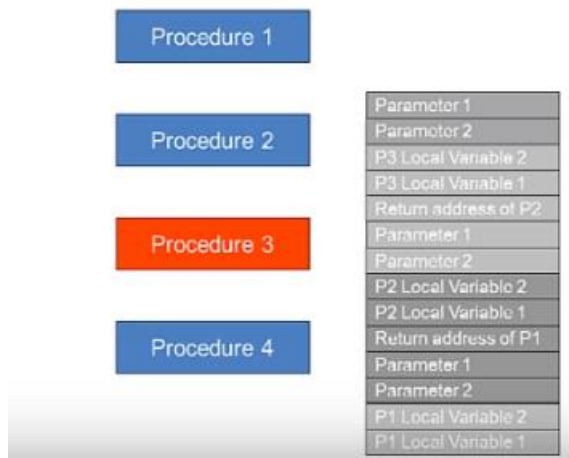 Procedure 1
Procedure 2
Procedure 3
Procedure 4
Parameter 1
Parameter 2
P3 Local Variable 2
P3 Local Variable 1
Return address of P2
Parameter 1
Parameter 2
P2 Local Variable 2
P2 Local Variable 1
Return address of P1
Parameter 1
Parameter 2
P1 Local Variable 2
P1 Local Variable 1